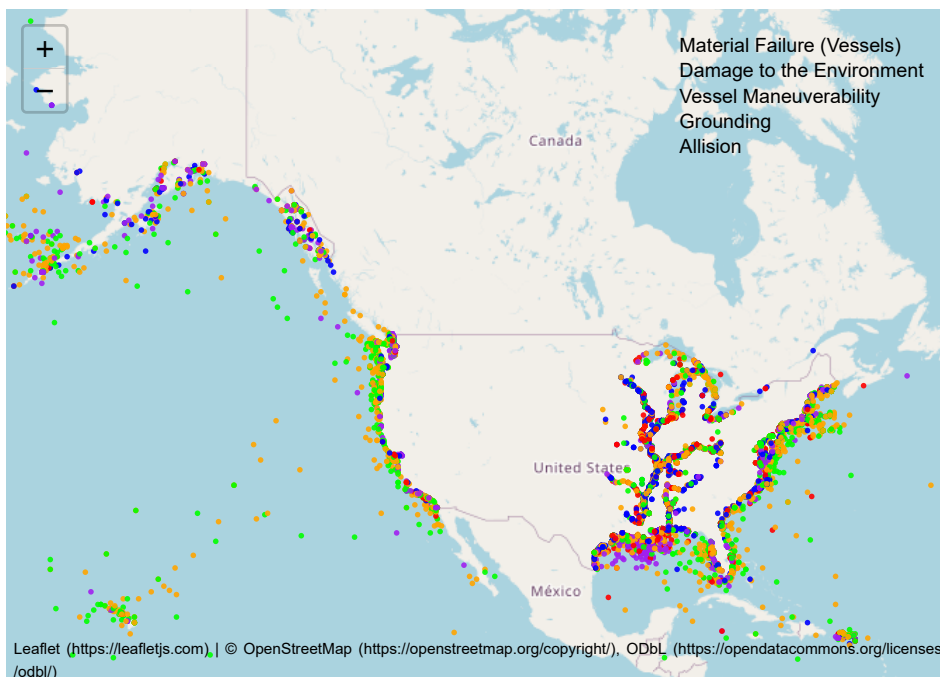 +
−
Material Failure (Vessels)
Damage to the Environment
Vessel Maneuverability
Grounding
Allision
Canada
United States
México
Leaflet (https://leafletjs.com) | © OpenStreetMap (https://openstreetmap.org/copyright/), ODbL (https://opendatacommons.org/licenses
/odbl/)